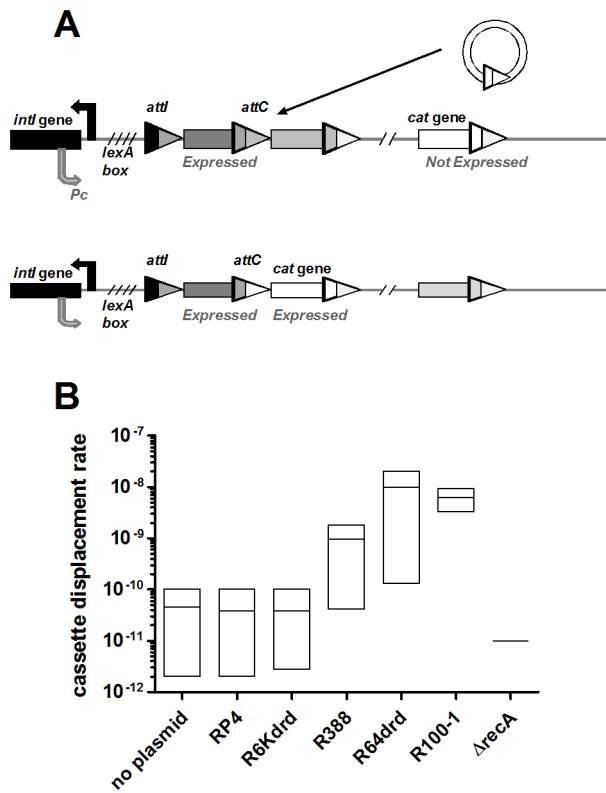 A
attI
attC
intI gene
cat gene
lexA
box
Expressed
Not Expressed
Pc
attI
attC
intI gene
cat gene
lexA
box
Expressed
Expressed
B
cassette displacement rate
10-7
10-8
10-9
10-10
10-11
10-12
no plasmid
RP4
R6Kdrd
R388
R64drd
R100-1
ΔrecA